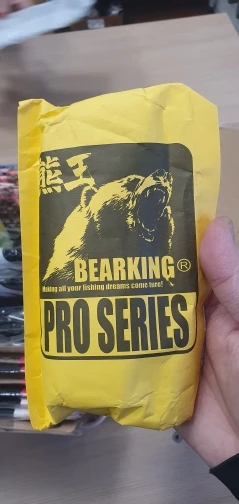 熊王
BEARKING®
Making all your fishing dreams come ture!
PRO SERIES